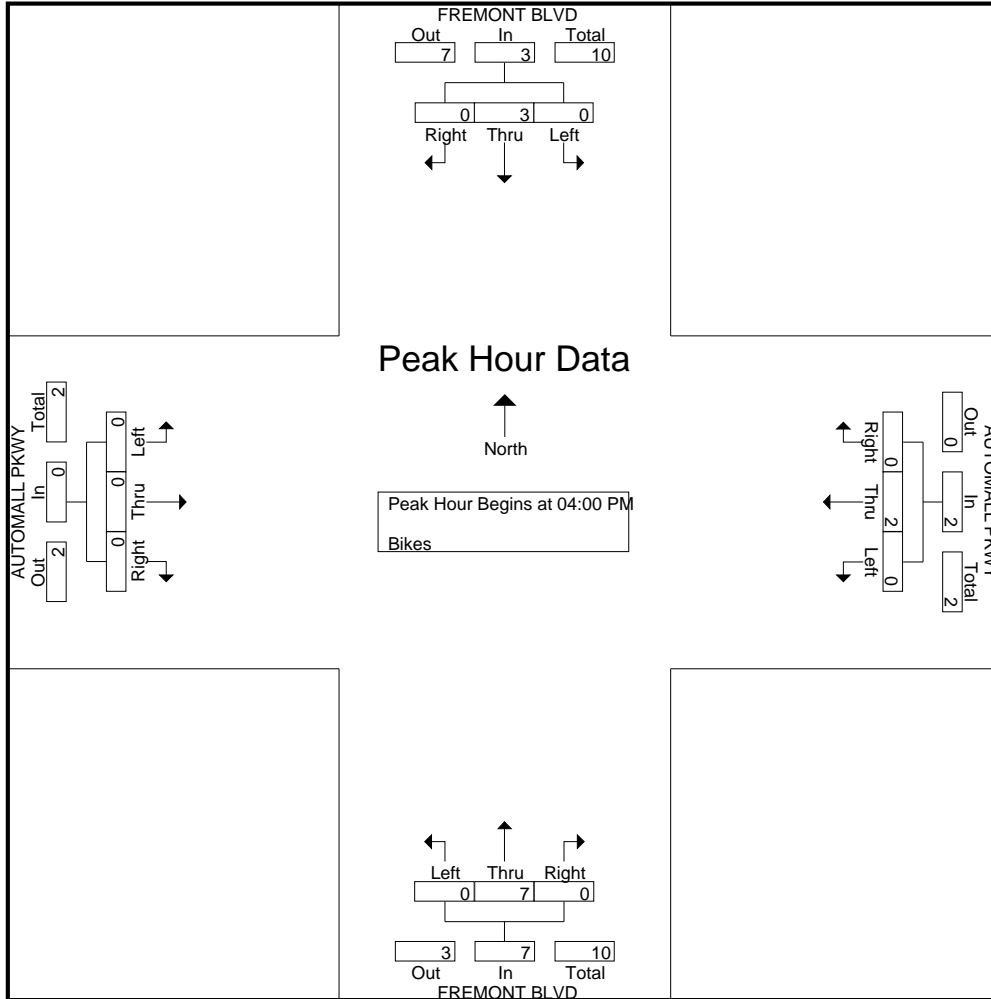 FREMONT BLVD
Out In Total
7 3 10
0 3 0
Right Thru Left
Peak Hour Data
North
Peak Hour Begins at 04:00 PM
Bikes
AUTOMALL PKWY
Out In Total
2 0 2
0 0 0
Left Thru Right
AUTOMALL PKWY
Out In Total
0 2 2
0 2 0
Right Thru Left
Left Thru Right
0 7 0
3 7 10
Out In Total
FREMONT BLVD